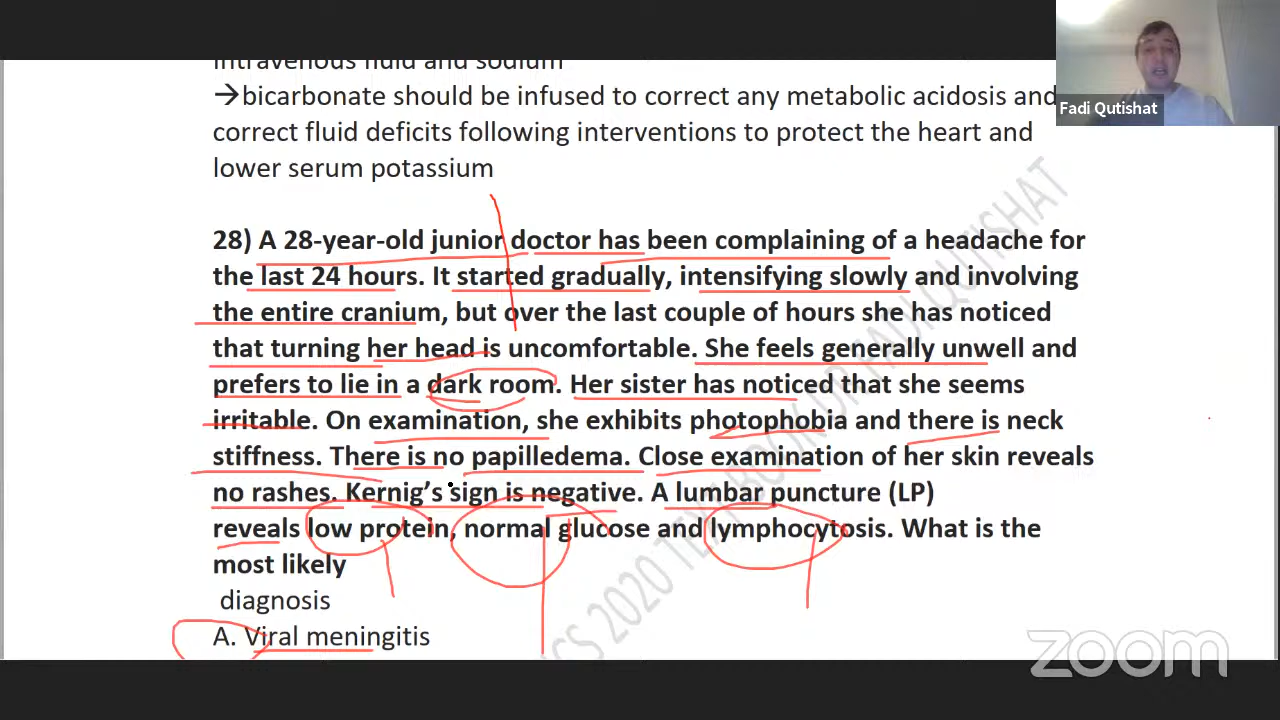 intravenous fluid and sodium
→bicarbonate should be infused to correct any metabolic acidosis and
correct fluid deficits following interventions to protect the heart and
lower serum potassium
28) A 28-year-old junior doctor has been complaining of a headache for
the last 24 hours. It started gradually, intensifying slowly and involving
the entire cranium, but over the last couple of hours she has noticed
that turning her head is uncomfortable. She feels generally unwell and
prefers to lie in a dark room. Her sister has noticed that she seems
irritable. On examination, she exhibits photophobia and there is neck
stiffness. There is no papilledema. Close examination of her skin reveals
no rashes. Kernig’s sign is negative. A lumbar puncture (LP)
reveals low protein, normal glucose and lymphocytosis. What is the
most likely
diagnosis
A. Viral meningitis
Fadi Qutishat
ICS 2020 TEXTBOOK DR FADI QUTISHAT
zoom